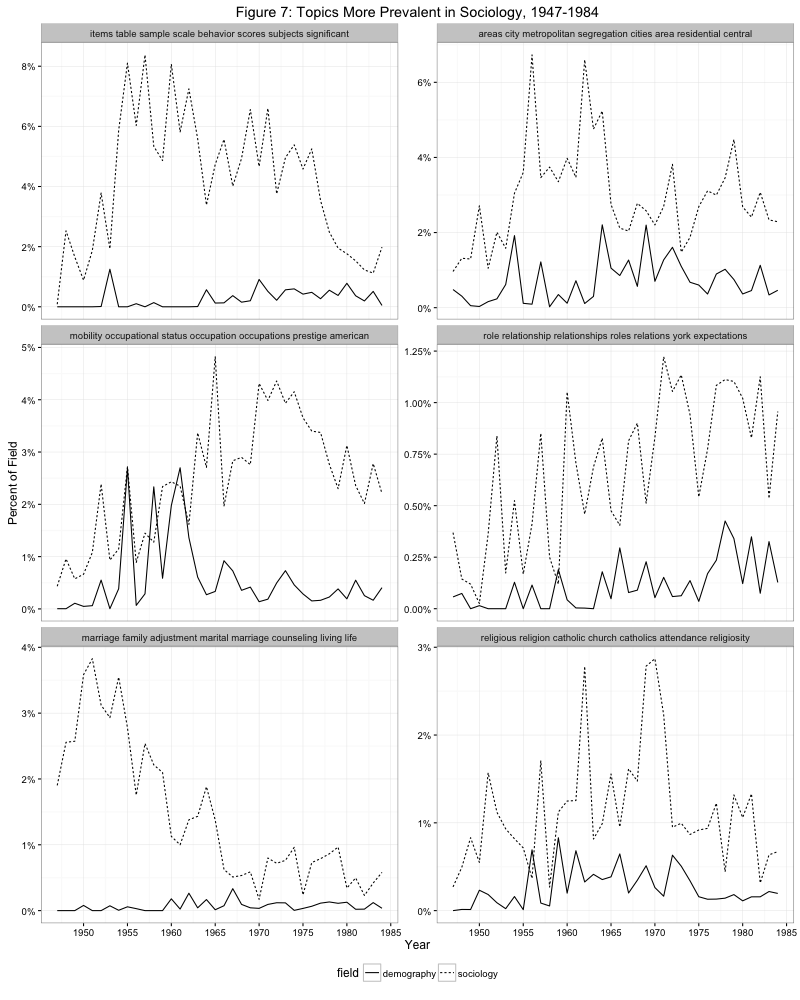 Figure 7: Topics More Prevalent in Sociology, 1947-1984
items table sample scale behavior scores subjects significant
areas city metropolitan segregation cities area residential central
8%
6%
4%
2%
0%
6%
4%
2%
0%
mobility occupational status occupation occupations prestige american
role relationship relationships roles relations york expectations
5%
4%
3%
2%
1%
0%
1.25%
1.00%
0.75%
0.50%
0.25%
0.00%
Percent of Field
marriage family adjustment marital marriage counseling living life
religious religion catholic church catholics attendance religiosity
4%
3%
2%
1%
0%
3%
2%
1%
0%
1950 1955 1960 1965 1970 1975 1980 1985
1950 1955 1960 1965 1970 1975 1980 1985
Year
field demography sociology